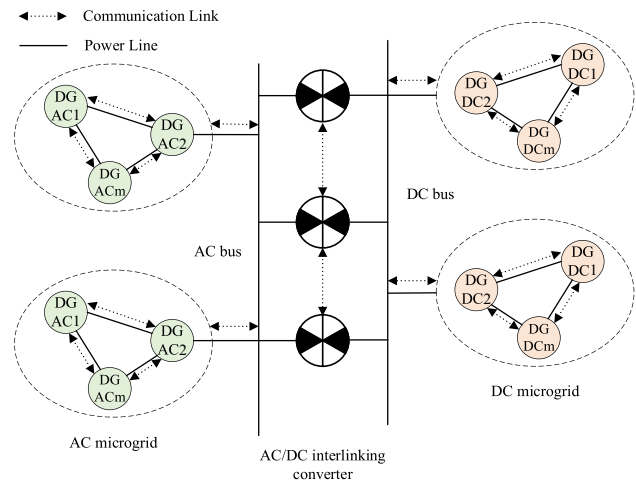 Communication Link
Power Line
DG
AC1
DG
AC2
DG
ACm
DG
DC1
DG
DC2
DG
DCm
DC bus
AC bus
DG
AC1
DG
AC2
DG
ACm
DG
DC1
DG
DC2
DG
DCm
DC microgrid
AC microgrid
AC/DC interlinking
converter